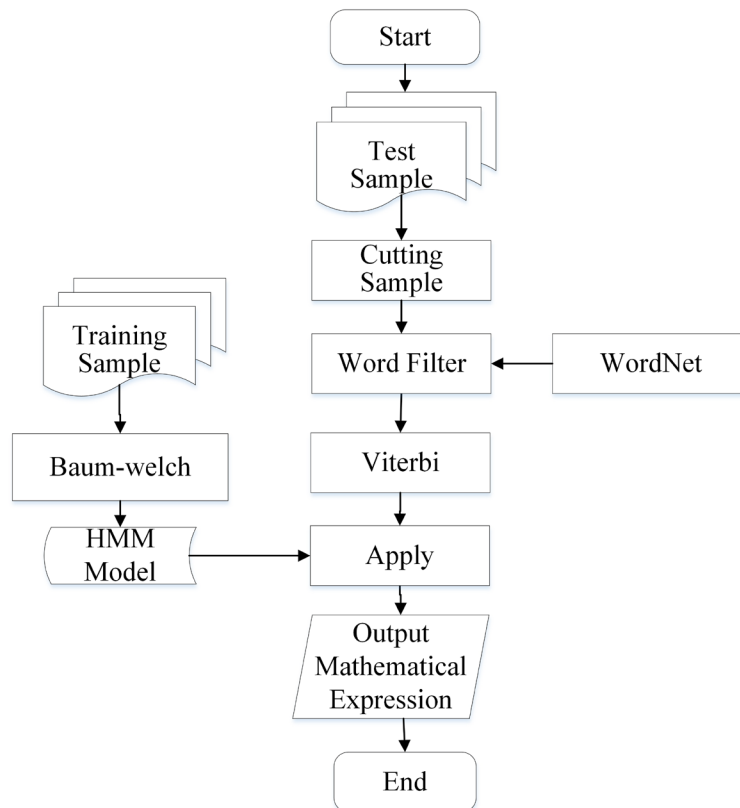 Start
Test
Sample
Cutting
Sample
Training
Sample
Word Filter
WordNet
Baum-welch
Viterbi
HMM
Model
Apply
Output
Mathematical
Expression
End